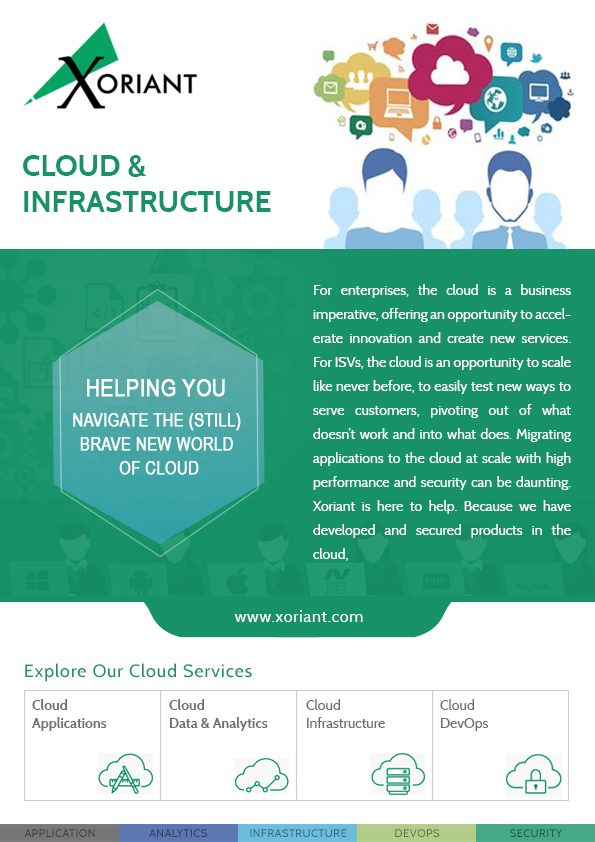 XORIANT
CLOUD &
INFRASTRUCTURE
HELPING YOU
NAVIGATE THE (STILL)
BRAVE NEW WORLD
OF CLOUD
For enterprises, the cloud is a business
imperative, offering an opportunity to accel-
erate innovation and create new services.
For ISVs, the cloud is an opportunity to scale
like never before, to easily test new ways to
serve customers, pivoting out of what
doesn't work and into what does. Migrating
applications to the cloud at scale with high
performance and security can be daunting.
Xoriant is here to help. Because we have
developed and secured products in the
cloud,
.NET
PHP
www.xoriant.com
Explore Our Cloud Services
Cloud
Applications
Cloud
Data & Analytics
Cloud
Infrastructure
Cloud
DevOps
APPLICATION
ANALYTICS
INFRASTRUCTURE
DEVOPS
SECURITY